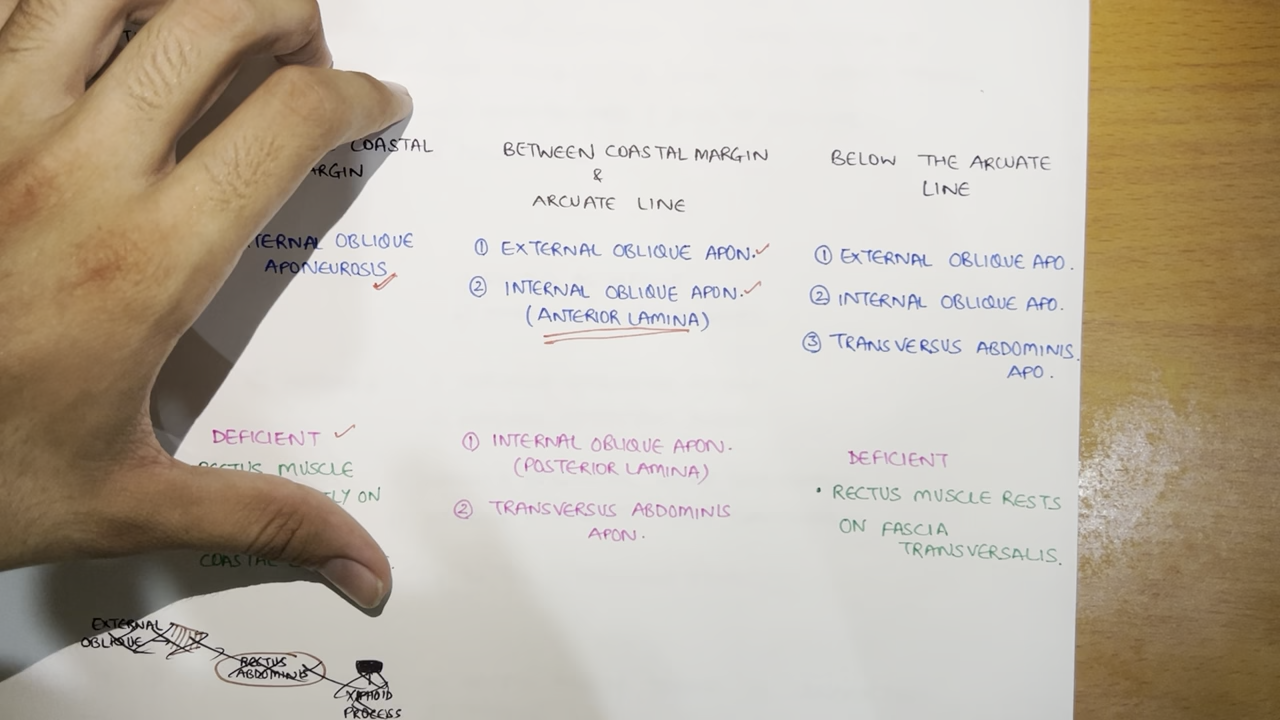 COASTAL
BETWEEN COASTAL MARGIN
&
ARCUATE LINE
BELOW THE ARCUATE
LINE
OBLIQUE
APONEUROSIS
① EXTERNAL OBLIQUE APON.
② INTERNAL OBLIQUE APON.
(ANTERIOR LAMINA)
① EXTERNAL OBLIQUE APO.
② INTERNAL OBLIQUE APO.
③ TRANSVERSUS ABDOMINIS
APO.
DEFICIENT
RECTUS MUSCLE
ON
① INTERNAL OBLIQUE APON.
(POSTERIOR LAMINA)
② TRANSVERSUS ABDOMINIS
APON.
DEFICIENT
• RECTUS MUSCLE RESTS
ON FASCIA
TRANSVERSALIS.
EXTERNAL
OBLIQUE
RECTUS
ABDOMINIS
XIPHOID
PROCESS